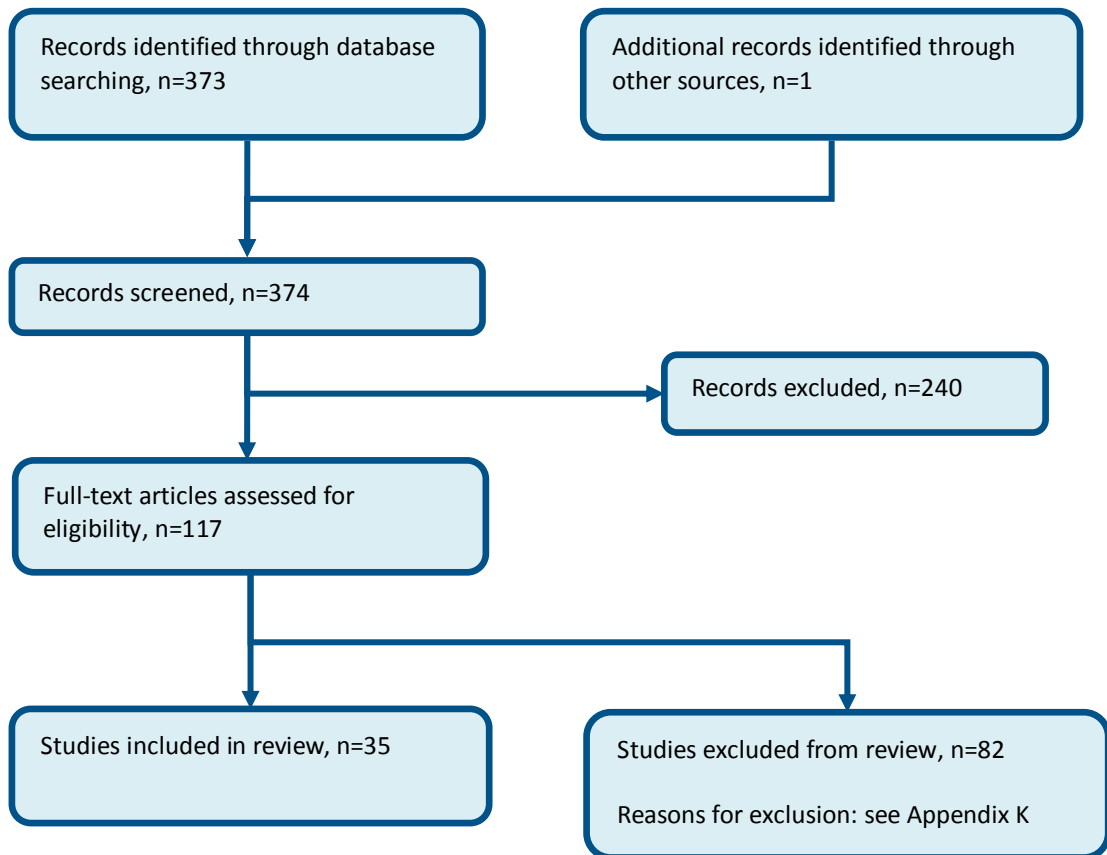 Records identified through database
searching, n=373
Additional records identified through
other sources, n=1
Records screened, n=374
Records excluded, n=240
Full-text articles assessed for
eligibility, n=117
Studies included in review, n=35
Studies excluded from review, n=82
Reasons for exclusion: see Appendix K